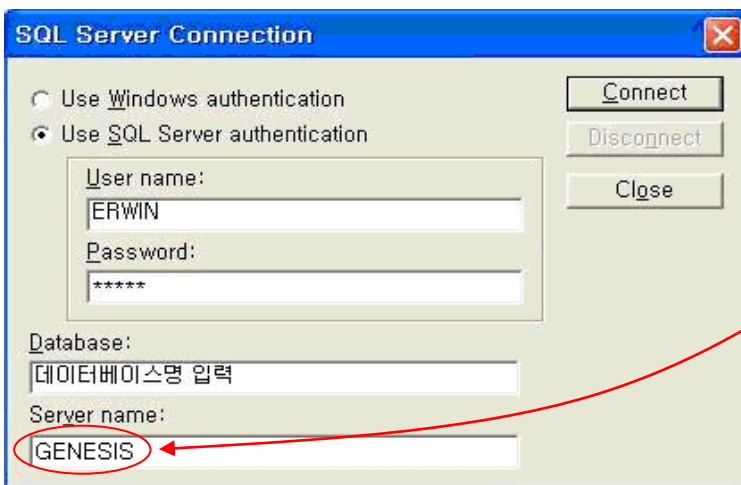 SQL Server Connection
Use Windows authentication
Use SQL Server authentication
User name:
ERWIN
Password:
*****
Database:
데이터베이스명 입력
Server name:
GENESIS
Connect
Disconnect
Close